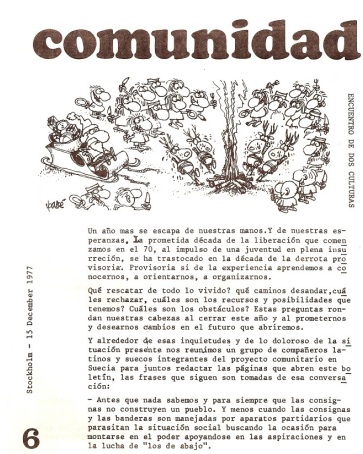 comunidad
ENCUENTRO DE DOS CULTURAS
KABÉ
Un año mas se escapa de nuestras manos.Y de nuestras es-
peranzas, La prometida década de la liberación que comen
zamos en el 70, al impulso de una juventud en plena insu
rrección, se ha trastocado en la década de la derrota pro
visoria. Provisoria si de la experiencia aprendemos a co
nocernos, a orientarnos, a organizarnos.
Qué rescatar de todo lo vivido? qué caminos desandar,cuá
les rechazar, cuáles son los recursos y posibilidades que
tenemos? Cuáles son los obstáculos? Estas preguntas ron-
dan nuestras cabezas al cerrar este año y al prometernos
y desearnos cambios en el futuro que abriremos.
Y alrededor de esas inquietudes y de lo doloroso de la si
tuación presente nos reunimos un grupo de compañeros la-
tinos y suecos integrantes del proyecto comunitario en
Suecia para juntos redactar las páginas que abren este bo
letín, las frases que siguen son tomadas de esa conversa
ción:
- Antes que nada sabemos y para siempre que las consig-
nas no construyen un pueblo. Y menos cuando las consignas
y las banderas son manejadas por aparatos partidarios que
parasitan la situación social buscando la ocasión para
montarse en el poder apoyandose en las aspiraciones y en
la lucha de "los de abajo".
Stockholm - 15 December 1977
6